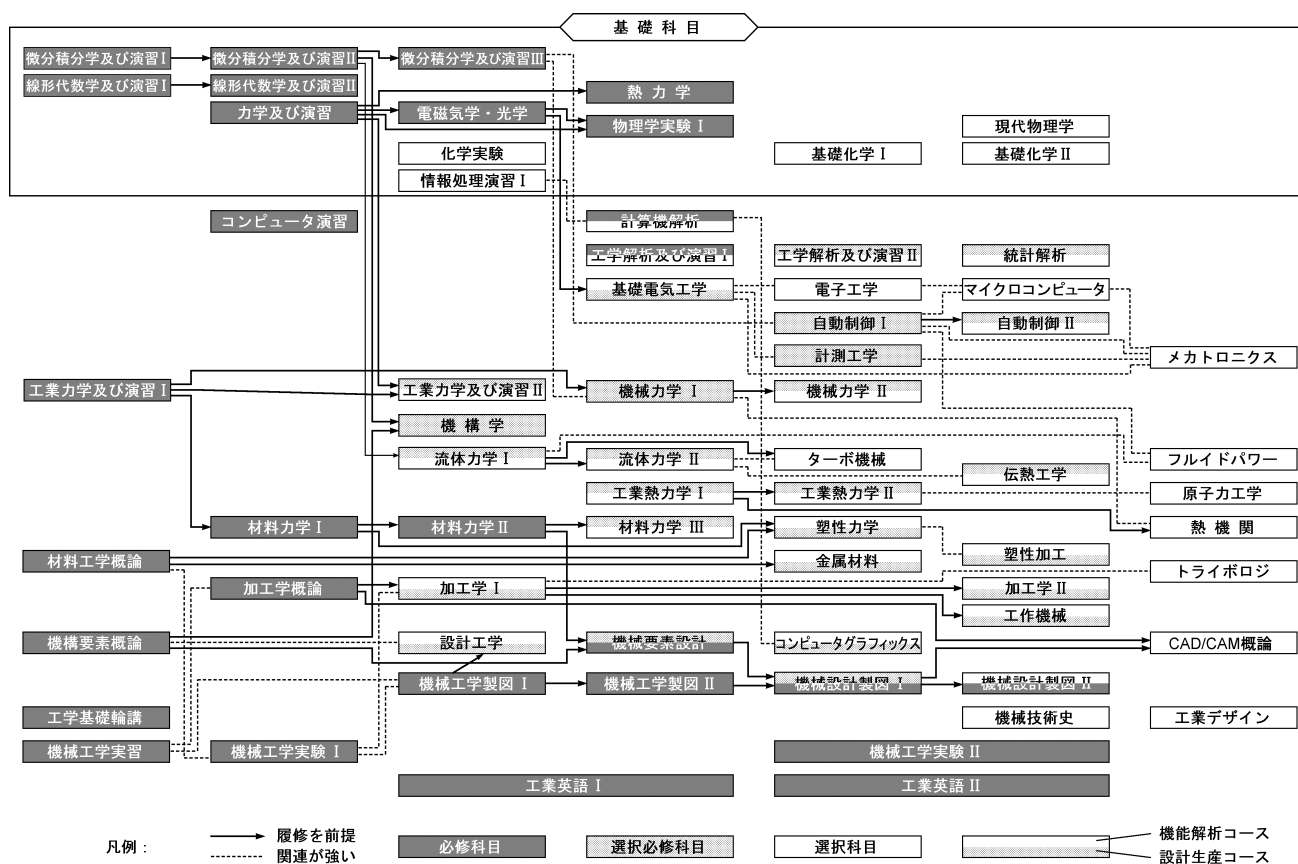 基礎科目
微分積分学及び演習Ⅰ 微分積分学及び演習Ⅱ 微分積分学及び演習Ⅲ
線形代数学及び演習Ⅰ 線形代数学及び演習Ⅱ 熱力学
力学及び演習 電磁気学・光学 物理学実験Ⅰ 現代物理学
化学実験 基礎化学Ⅰ 基礎化学Ⅱ
情報処理演習Ⅰ
コンピュータ演習 計算機解析
工学解析及び演習Ⅰ 工学解析及び演習Ⅱ 統計解析
基礎電気工学 電子工学 マイクロコンピュータ
自動制御Ⅰ 自動制御Ⅱ
計測工学 メカトロニクス
工業力学及び演習Ⅰ 工業力学及び演習Ⅱ 機械力学Ⅰ 機械力学Ⅱ
機構学
流体力学Ⅰ 流体力学Ⅱ ターボ機械 フルイドパワー
伝熱工学
工業熱力学Ⅰ 工業熱力学Ⅱ 原子力工学
材料力学Ⅰ 材料力学Ⅱ 材料力学Ⅲ 塑性力学 熱機関
材料工学概論 金属材料 塑性加工
トライボロジ
加工学概論 加工学Ⅰ 加工学Ⅱ
工作機械
機構要素概論 設計工学 機械要素設計 コンピュータグラフィックス CAD/CAM概論
機械工学製図Ⅰ 機械工学製図Ⅱ 機械設計製図Ⅰ 機械設計製図Ⅱ
工学基礎輪講 機械技術史 工業デザイン
機械工学実習 機械工学実験Ⅰ 機械工学実験Ⅱ
工業英語Ⅰ 工業英語Ⅱ
凡例： 履修を前提 必修科目 選択必修科目 選択科目 機能解析コース
関連が強い 設計生産コース